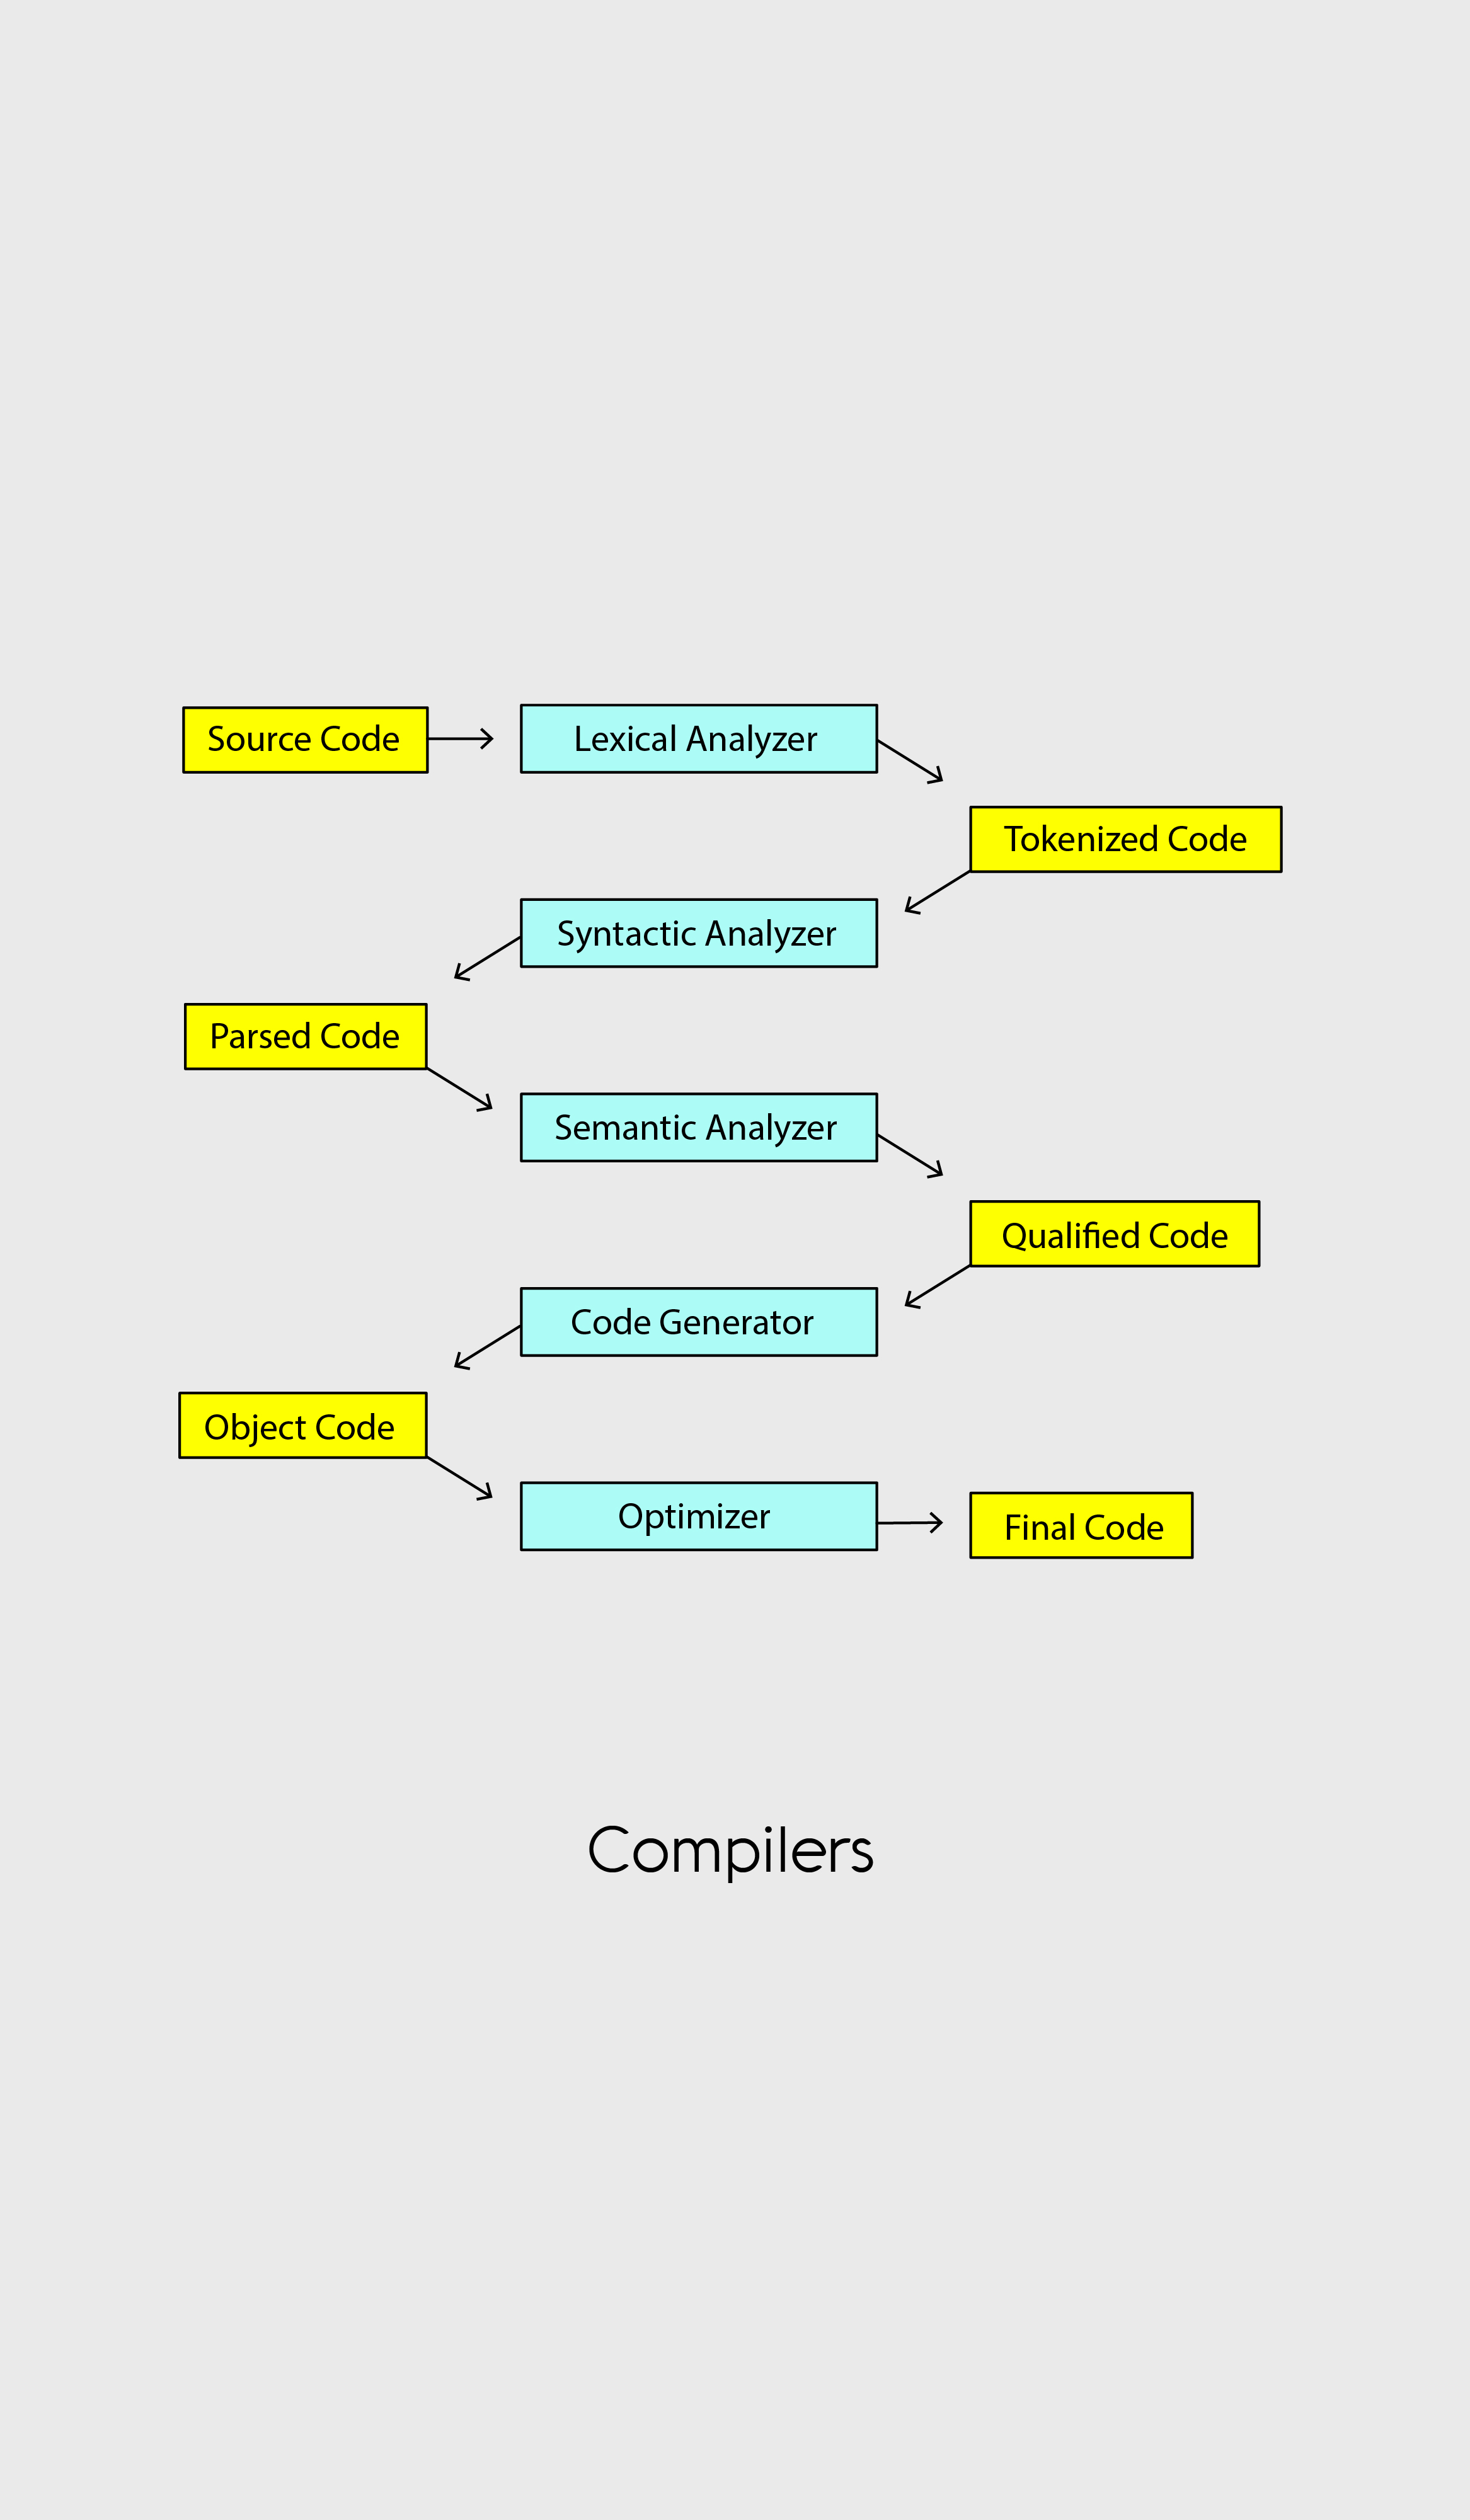 Source Code
Lexical Analyzer
Tokenized Code
Syntactic Analyzer
Parsed Code
Semantic Analyzer
Qualified Code
Code Generator
Object Code
Optimizer
Final Code
Compilers